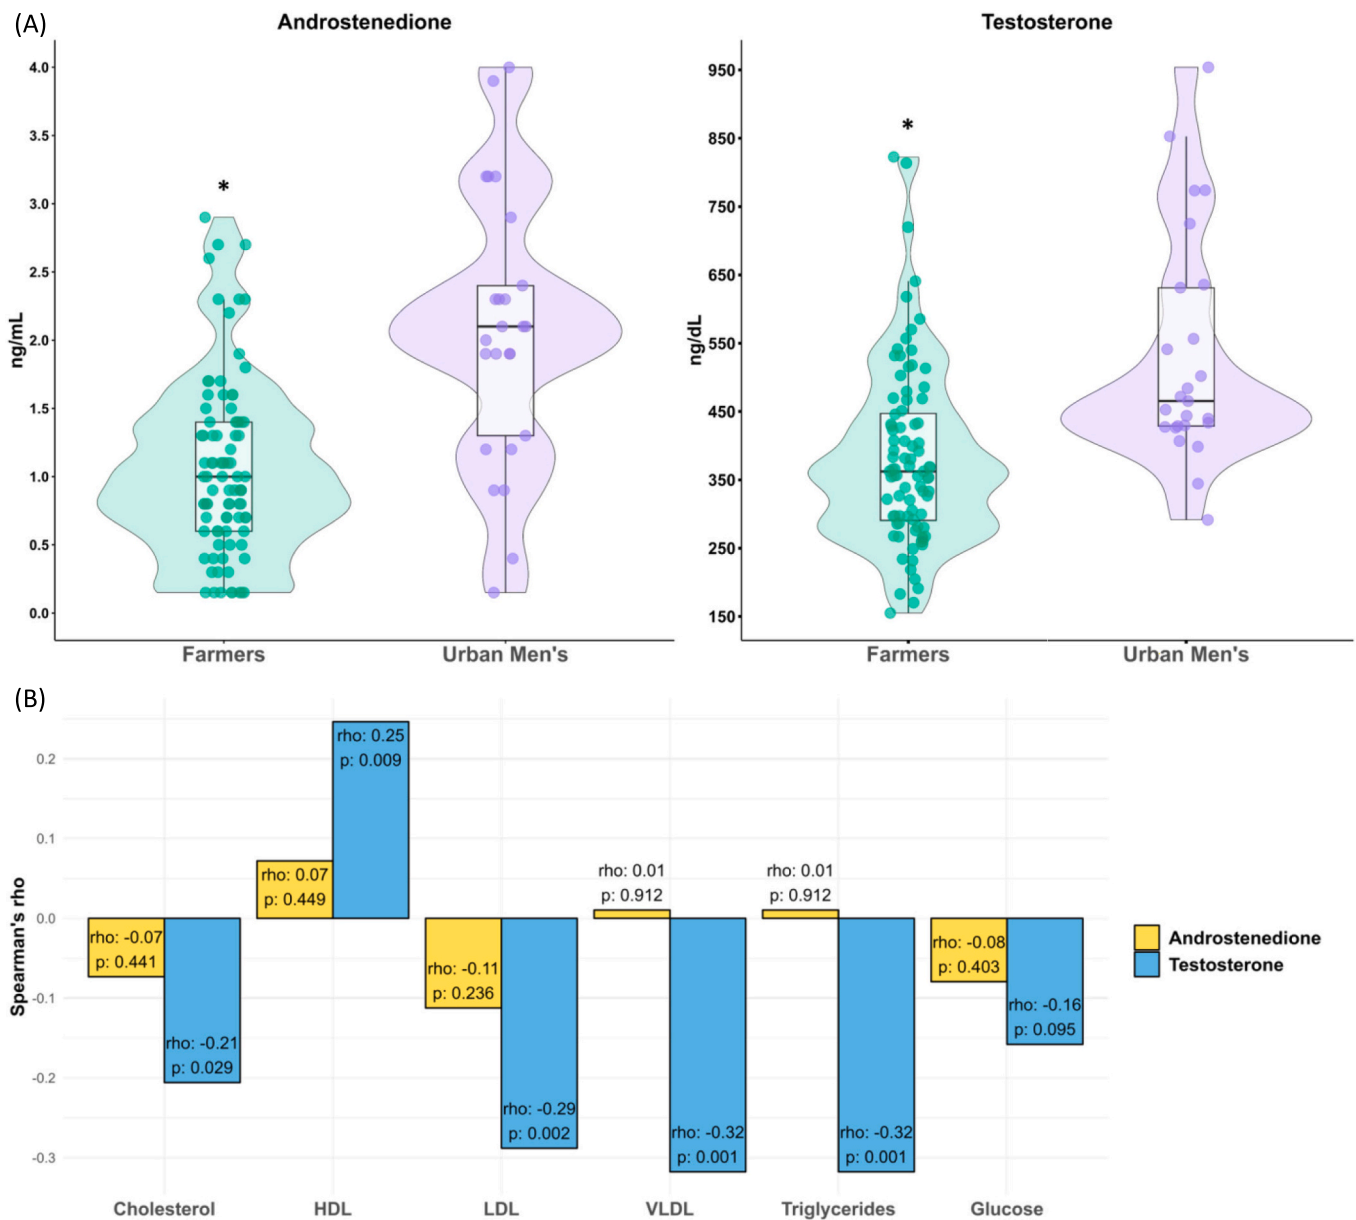 (A)
Androstenedione
Testosterone
4.0
3.5
3.0
2.5
2.0
1.5
1.0
0.5
0.0
ng/mL
*
Farmers
Urban Men's
950
850
750
650
550
450
350
250
150
ng/dL
*
Farmers
Urban Men's
(B)
0.2
0.1
0.0
-0.1
-0.2
-0.3
Spearman's rho
rho: -0.07
p: 0.441
rho: -0.21
p: 0.029
rho: 0.07
p: 0.449
rho: 0.25
p: 0.009
rho: -0.11
p: 0.236
rho: -0.29
p: 0.002
rho: 0.01
p: 0.912
rho: -0.32
p: 0.001
rho: 0.01
p: 0.912
rho: -0.32
p: 0.001
rho: -0.08
p: 0.403
rho: -0.16
p: 0.095
Cholesterol
HDL
LDL
VLDL
Triglycerides
Glucose
Androstenedione
Testosterone